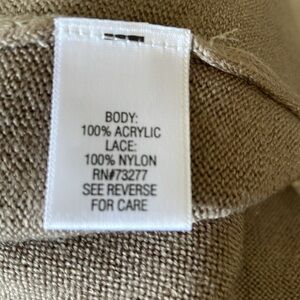 BODY:
100% ACRYLIC
LACE:
100% NYLON
RN#73277
SEE REVERSE
FOR CARE